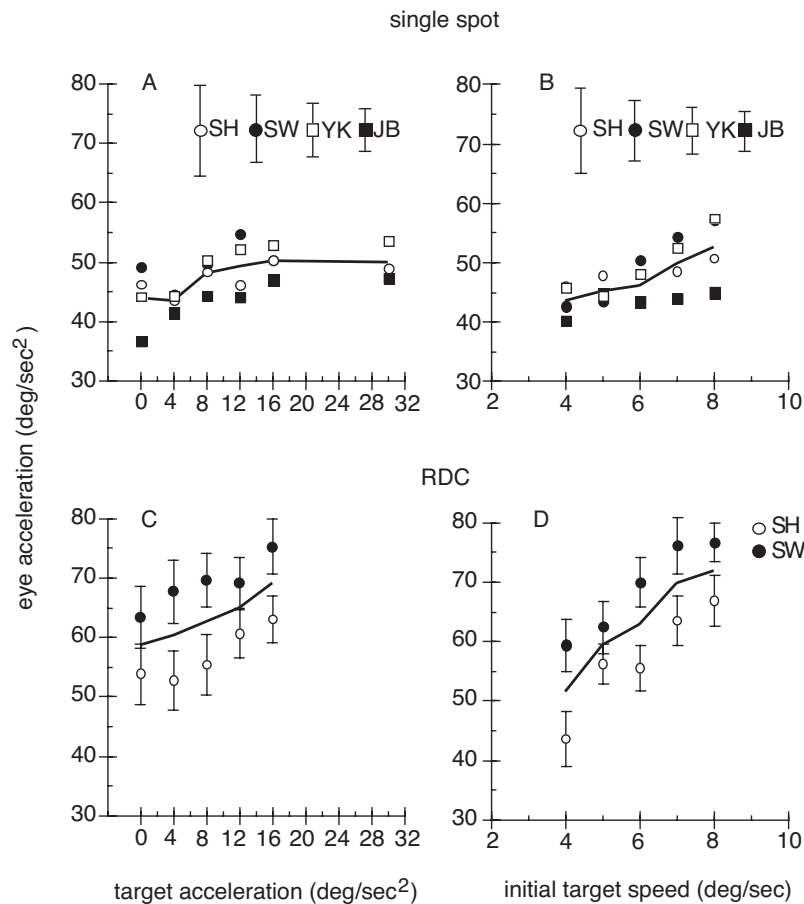 single spot
A
B
SH SW YK JB
SH SW YK JB
80
70
60
50
40
30
0 4 8 12 16 20 24 28 32
80
70
60
50
40
30
2 4 6 8 10
eye acceleration (deg/sec²)
RDC
C
D
SH
SW
80
70
60
50
40
30
0 4 8 12 16 20 24 28 32
80
70
60
50
40
30
2 4 6 8 10
target acceleration (deg/sec²)
initial target speed (deg/sec)